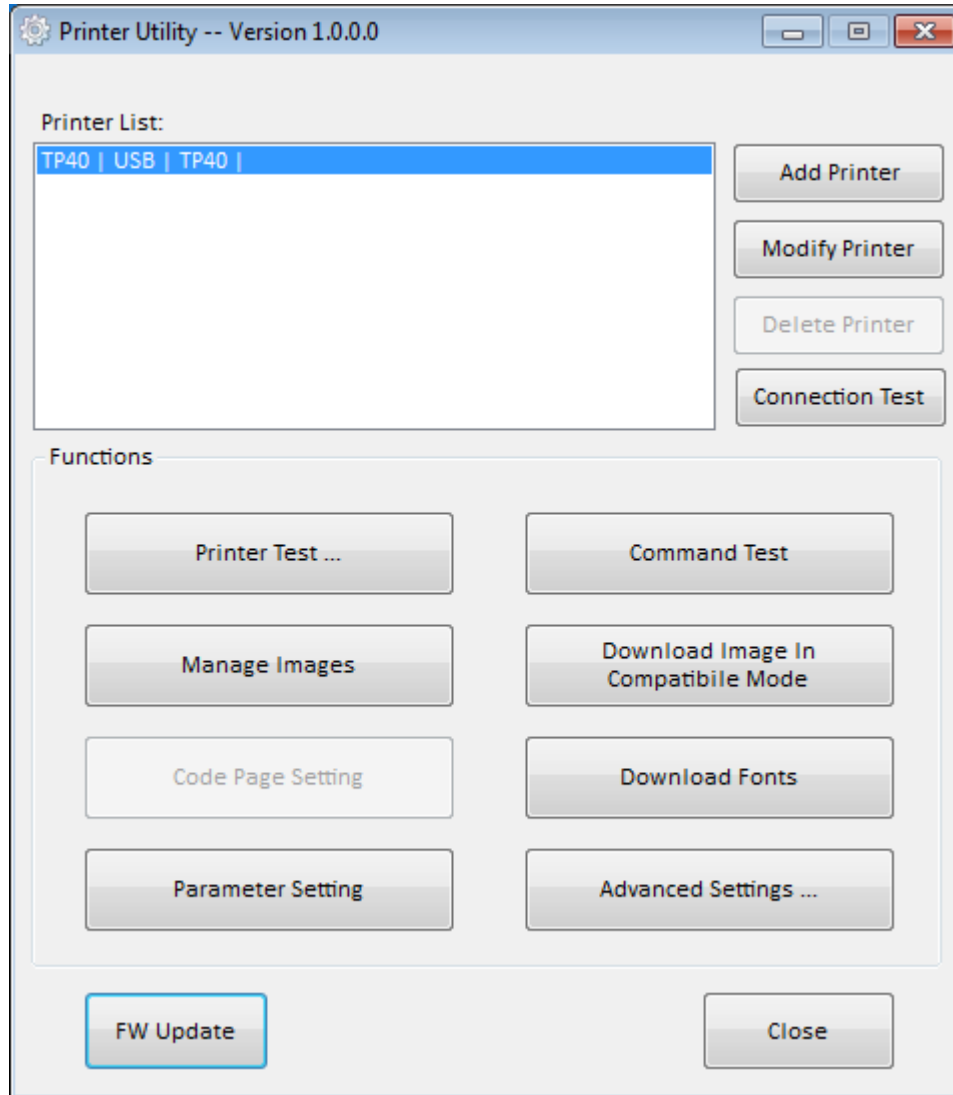 Printer Utility -- Version 1.0.0.0
Printer List:
TP40 | USB | TP40 |
Add Printer
Modify Printer
Delete Printer
Connection Test
Functions
Printer Test ...
Command Test
Manage Images
Download Image In
Compatibile Mode
Code Page Setting
Download Fonts
Parameter Setting
Advanced Settings ...
FW Update
Close